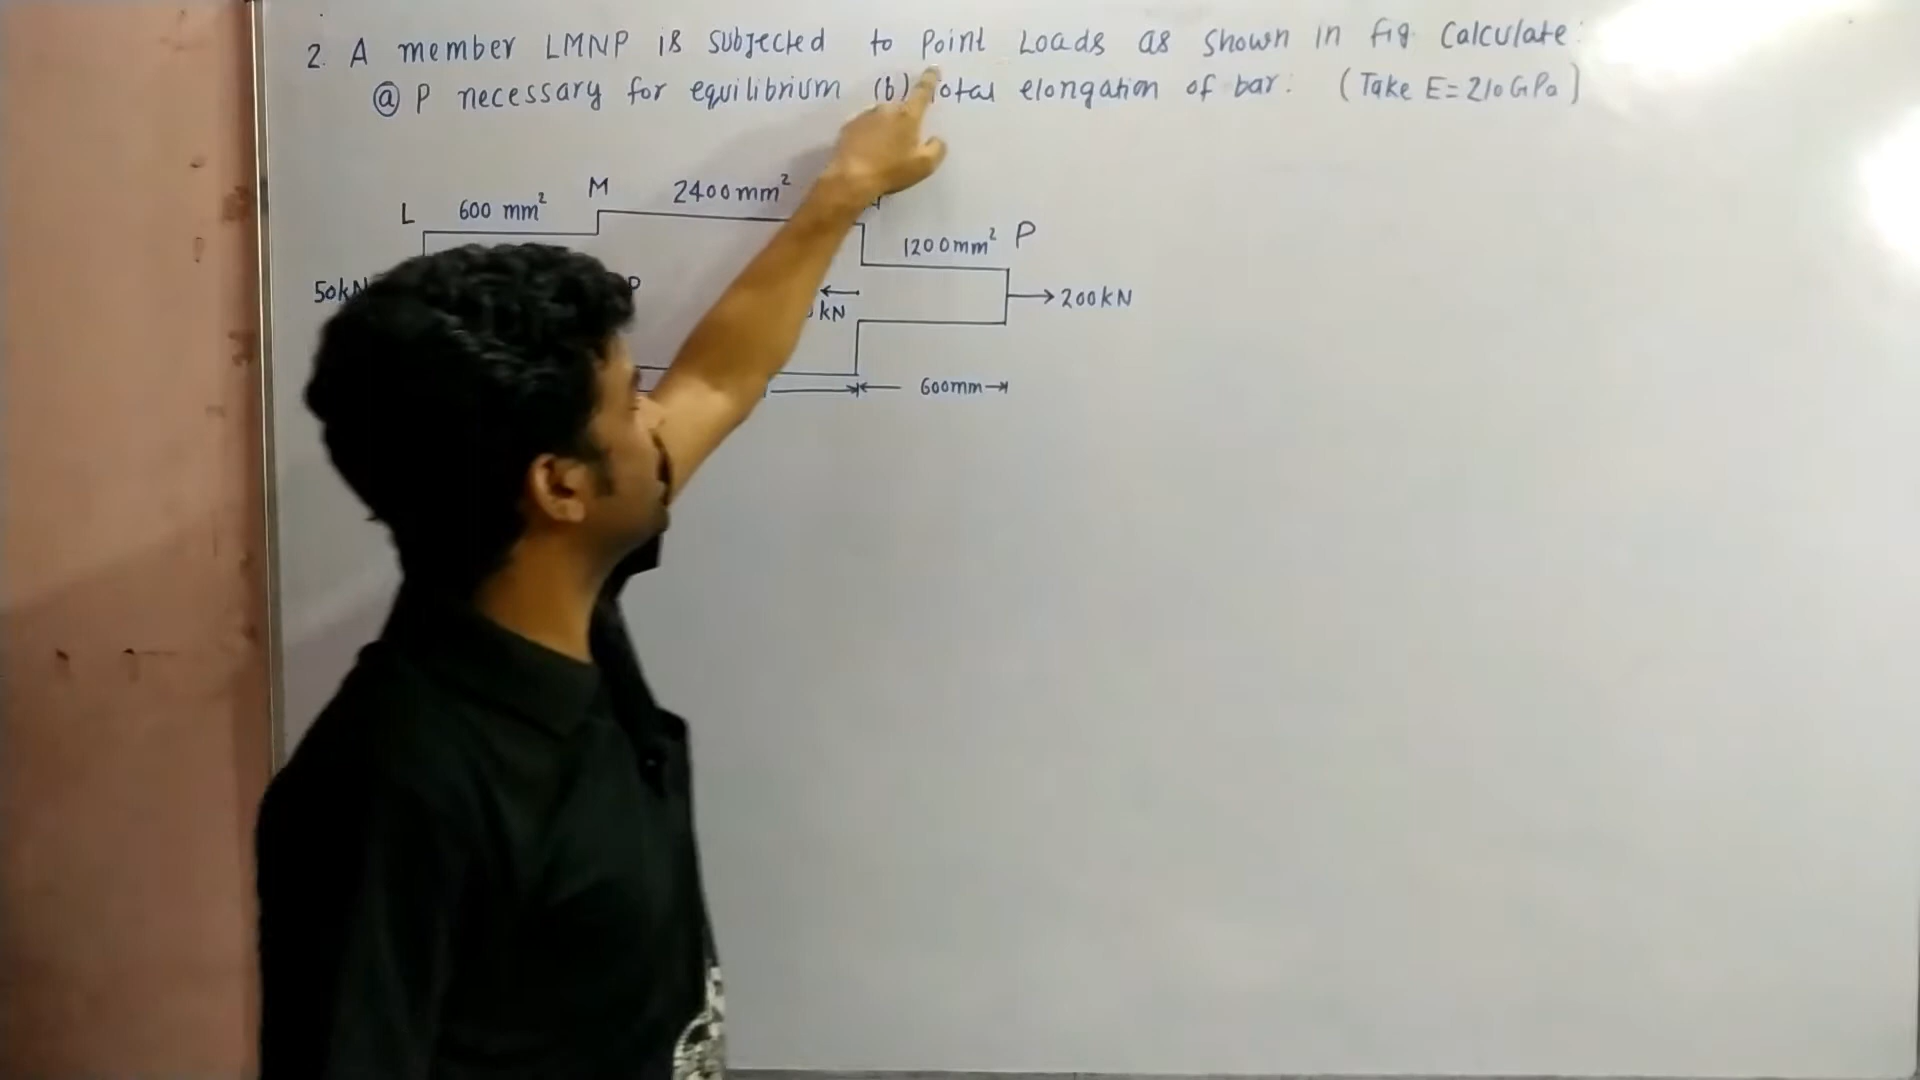 2. A member LMNP is subjected to Point Loads as shown in fig. Calculate:
(a) P necessary for equilibrium (b) Total elongation of bar. (Take E=210GPa)
L 600 mm² M 2400mm²
1200mm² P
50kN P kN 200kN
600mm